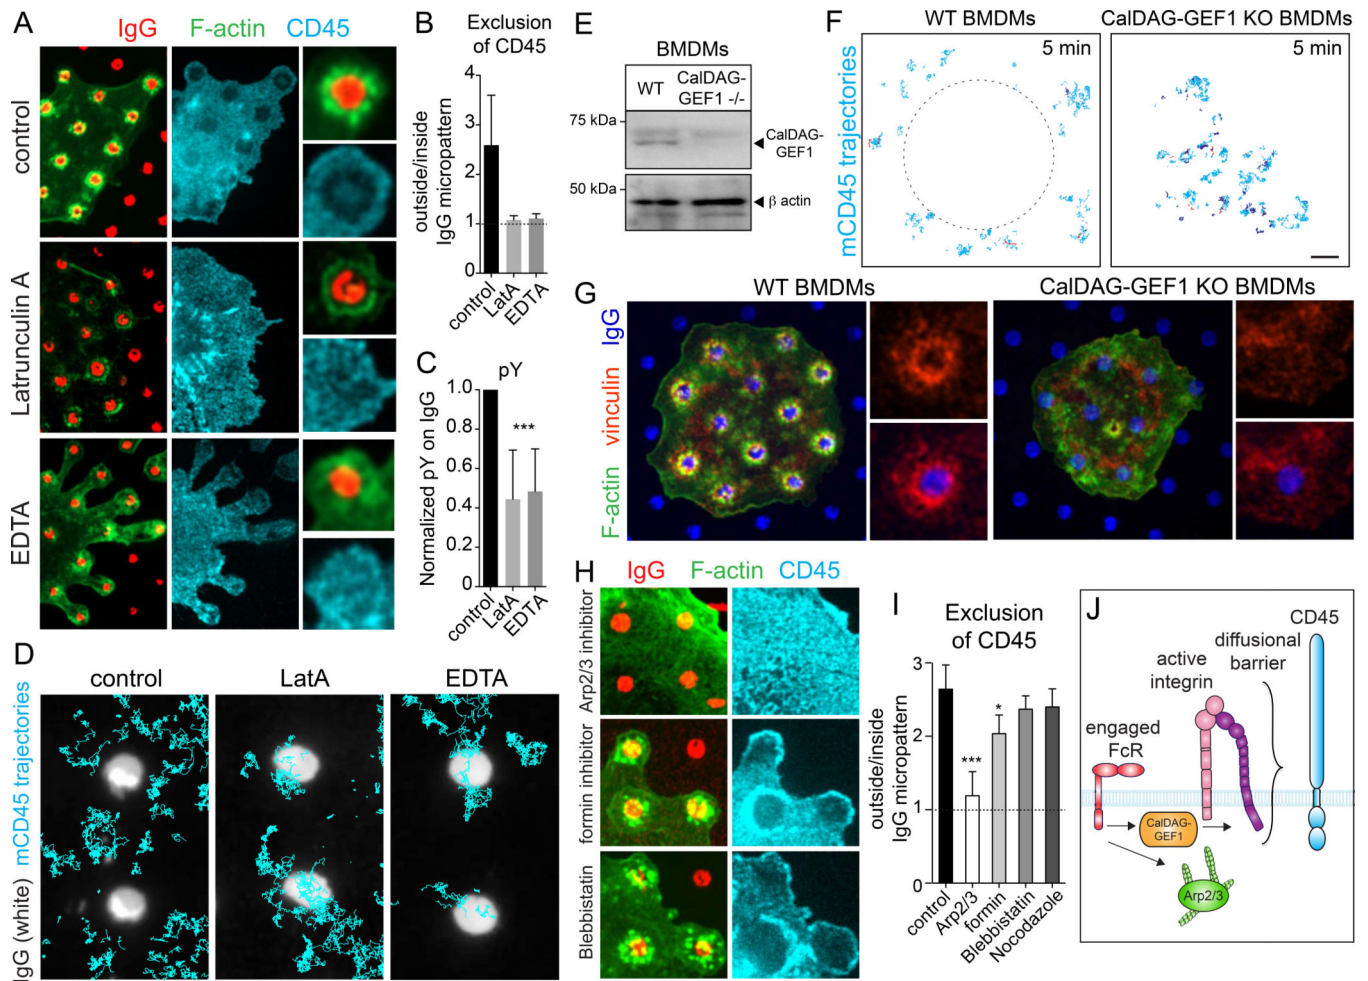 A
IgG F-actin CD45
control
Latrunculin A
EDTA
B
Exclusion
of CD45
outside/inside
IgG micropattern
4
3
2
1
0
control
LatA
EDTA
C
pY
Normalized pY on IgG
1.0
0.8
0.6
0.4
0.2
0
***
control
LatA
EDTA
D
control LatA EDTA
IgG (white) mCD45 trajectories
E
BMDMs
WT CalDAG-
GEF1 -/-
75 kDa
CalDAG-
GEF1
50 kDa
β actin
F
WT BMDMs CalDAG-GEF1 KO BMDMs
mCD45 trajectories
5 min
5 min
G
WT BMDMs CalDAG-GEF1 KO BMDMs
F-actin vinculin IgG
H
IgG F-actin CD45
Arp2/3 inhibitor
formin inhibitor
Blebbistatin
I
Exclusion
of CD45
outside/inside
IgG micropattern
3
2
1
0
***
*
control
Arp2/3
formin
Blebbistatin
Nocodazole
J
CD45
diffusional
barrier
active
integrin
engaged
FcR
CalDAG-
GEF1
Arp2/3